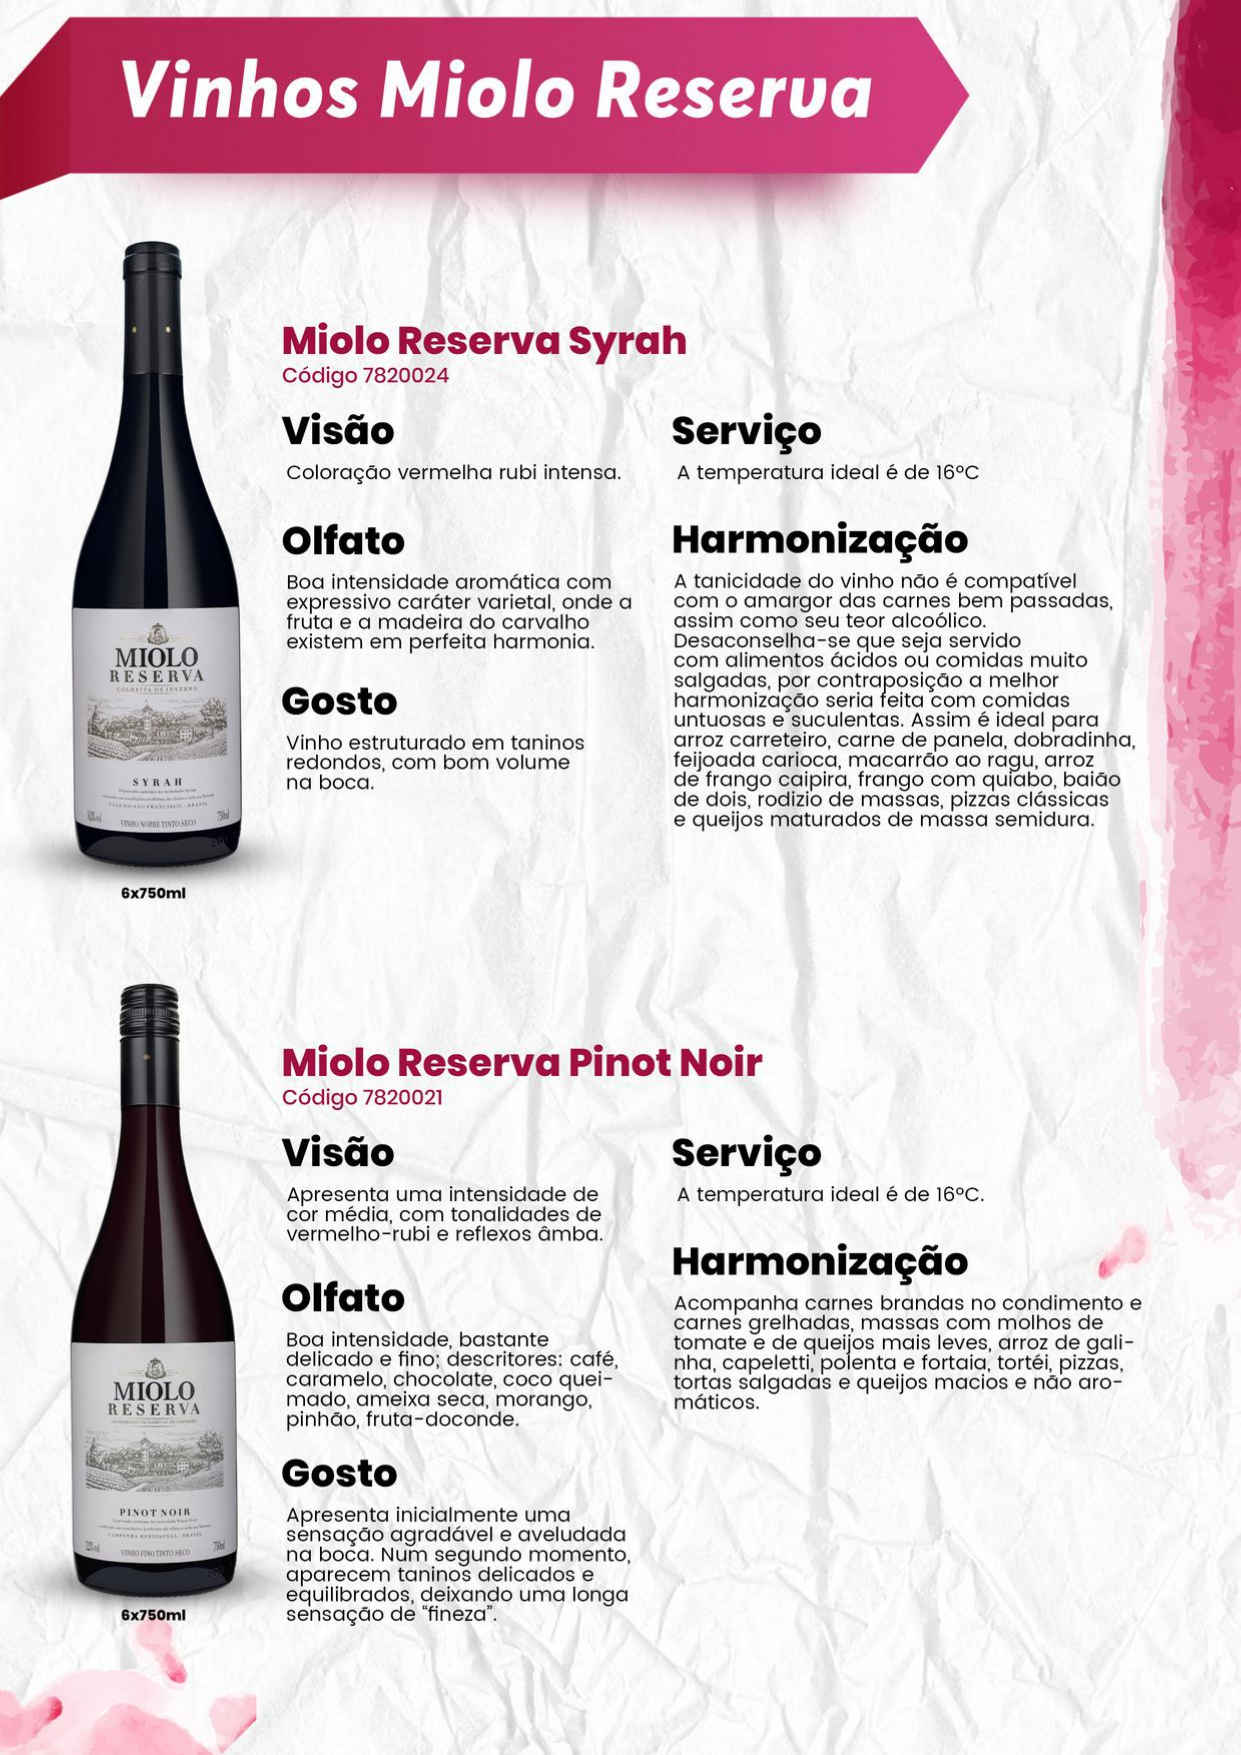 Vinhos Miolo Reserva
Miolo Reserva Syrah
Código 7820024
Visão
Coloração vermelha rubi intensa.
Olfato
Boa intensidade aromática com
expressivo caráter varietal, onde a
fruta e a madeira do carvalho
existem em perfeita harmonia.
Gosto
Vinho estruturado em taninos
redondos, com bom volume
na boca.
Serviço
A temperatura ideal é de 16ºC
Harmonização
A tanicidade do vinho não é compatível
com o amargor das carnes bem passadas,
assim como seu teor alcoólico.
Desaconselha-se que seja servido
com alimentos ácidos ou comidas muito
salgadas, por contraposição a melhor
harmonização seria feita com comidas
untuosas e suculentas. Assim é ideal para
arroz carreteiro, carne de panela, dobradinha,
feijoada carioca, macarrão ao ragu, arroz
de frango caipira, frango com quiabo, baião
de dois, rodízio de massas, pizzas clássicas
e queijos maturados de massa semidura.
MIOLO
RESERVA
SYRAH
VINHO NOBRE TINTO SECO
750ml
6x750ml
Miolo Reserva Pinot Noir
Código 7820021
Visão
Apresenta uma intensidade de
cor média, com tonalidades de
vermelho-rubi e reflexos âmba.
Olfato
Boa intensidade, bastante
delicado e fino; descritores: café,
caramelo, chocolate, coco quei-
mado, ameixa seca, morango,
pinhão, fruta-doconde.
Gosto
Apresenta inicialmente uma
sensação agradável e aveludada
na boca. Num segundo momento,
aparecem taninos delicados e
equilibrados, deixando uma longa
sensação de “fineza”.
Serviço
A temperatura ideal é de 16ºC.
Harmonização
Acompanha carnes brandas no condimento e
carnes grelhadas, massas com molhos de
tomate e de queijos mais leves, arroz de gali-
nha, capeletti, polenta e fortaia, tortéi, pizzas,
tortas salgadas e queijos macios e não aro-
máticos.
MIOLO
RESERVA
PINOT NOIR
VINHO FINO TINTO SECO
750ml
6x750ml